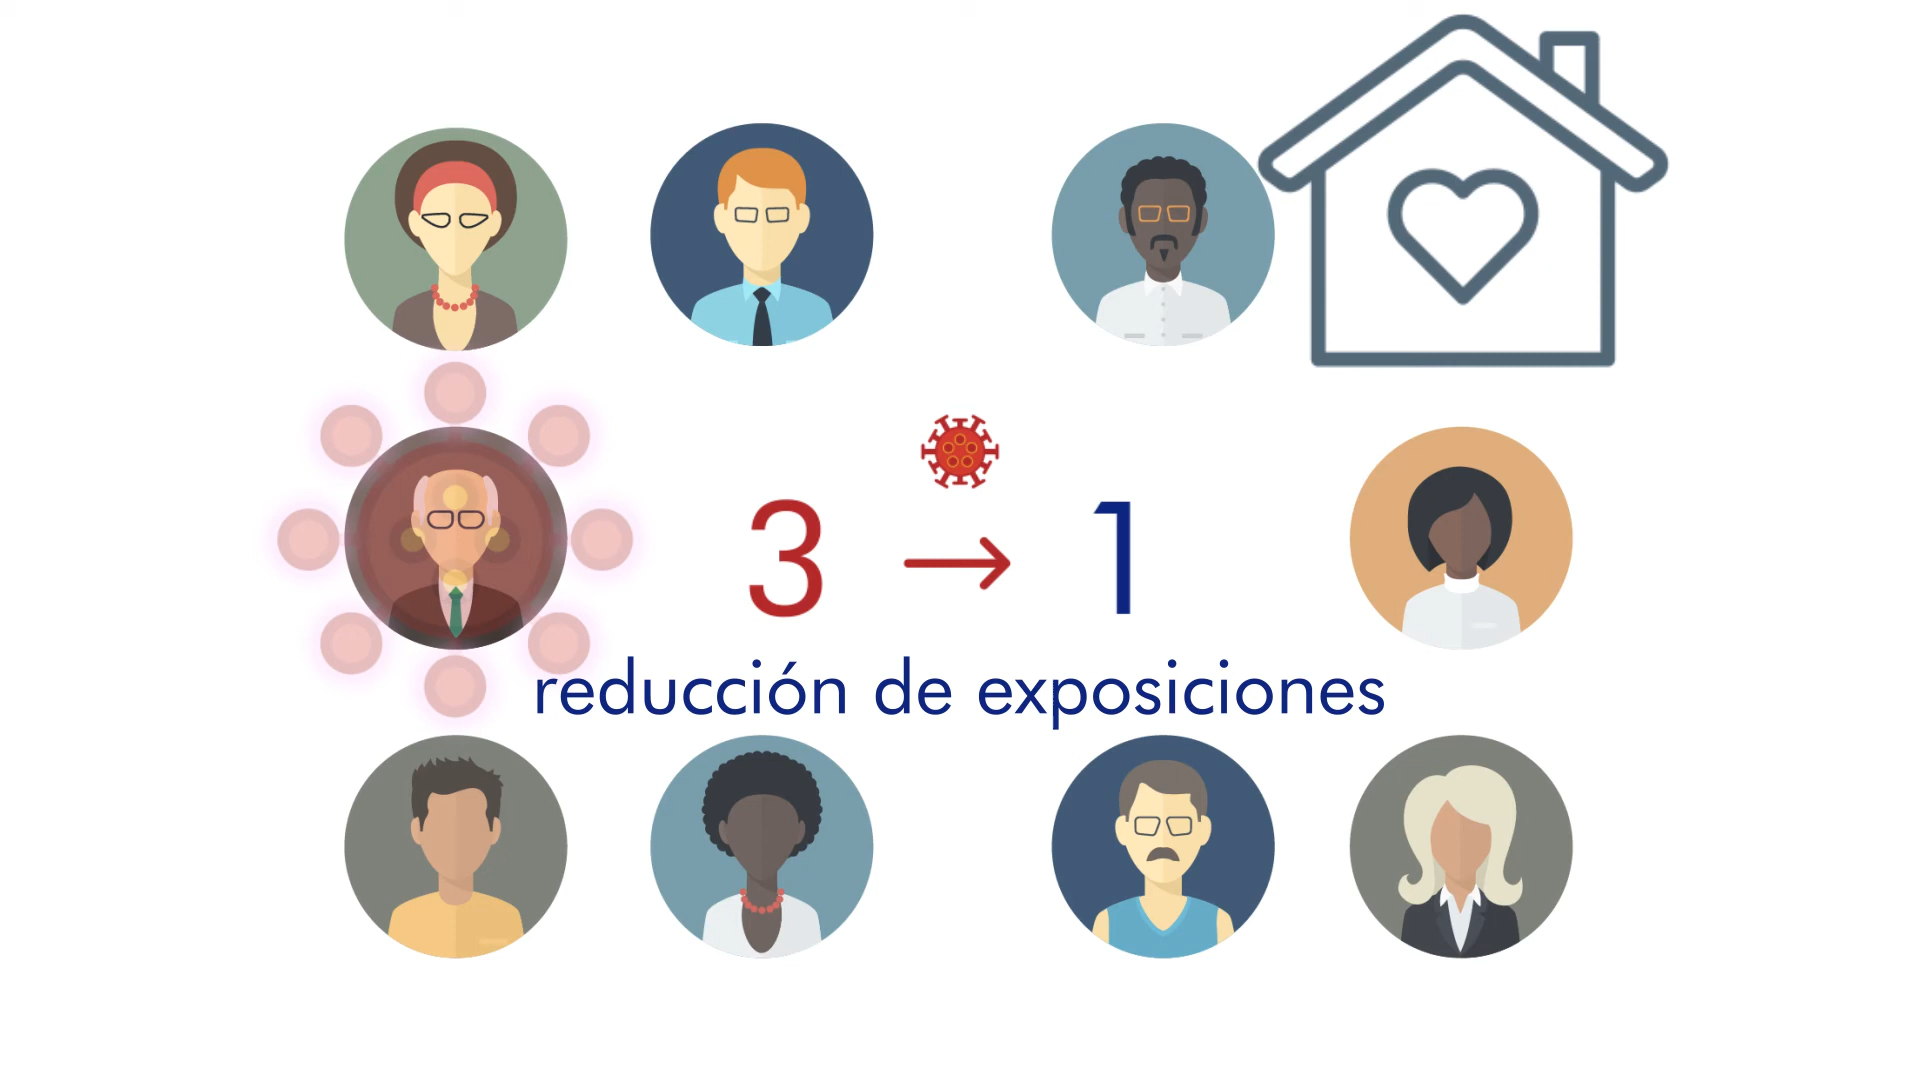 3 → 1
reducción de exposiciones